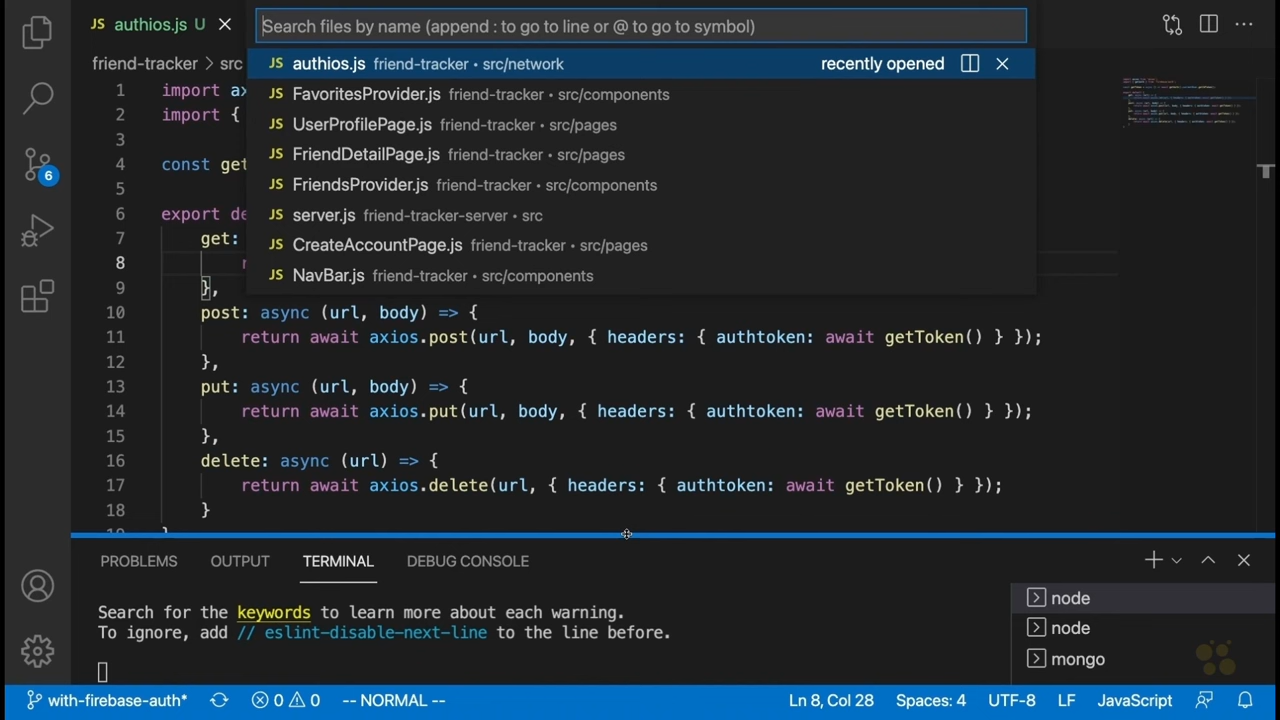 JS authios.js U
Search files by name (append : to go to line or @ to go to symbol)
friend-tracker > src
JS authios.js friend-tracker • src/network recently opened
JS FavoritesProvider.js friend-tracker • src/components
JS UserProfilePage.js friend-tracker • src/pages
JS FriendDetailPage.js friend-tracker • src/pages
JS FriendsProvider.js friend-tracker • src/components
JS server.js friend-tracker-server • src
JS CreateAccountPage.js friend-tracker • src/pages
JS NavBar.js friend-tracker • src/components
1 import ax
2 import {
3
4 const get
5
6 export de
7 get:
8
9 },
10 post: async (url, body) => {
11 return await axios.post(url, body, { headers: { authtoken: await getToken() } });
12 },
13 put: async (url, body) => {
14 return await axios.put(url, body, { headers: { authtoken: await getToken() } });
15 },
16 delete: async (url) => {
17 return await axios.delete(url, { headers: { authtoken: await getToken() } });
18 }
6
PROBLEMS OUTPUT TERMINAL DEBUG CONSOLE
Search for the keywords to learn more about each warning.
To ignore, add // eslint-disable-next-line to the line before.
node
node
mongo
with-firebase-auth* 0 0 -- NORMAL -- Ln 8, Col 28 Spaces: 4 UTF-8 LF JavaScript